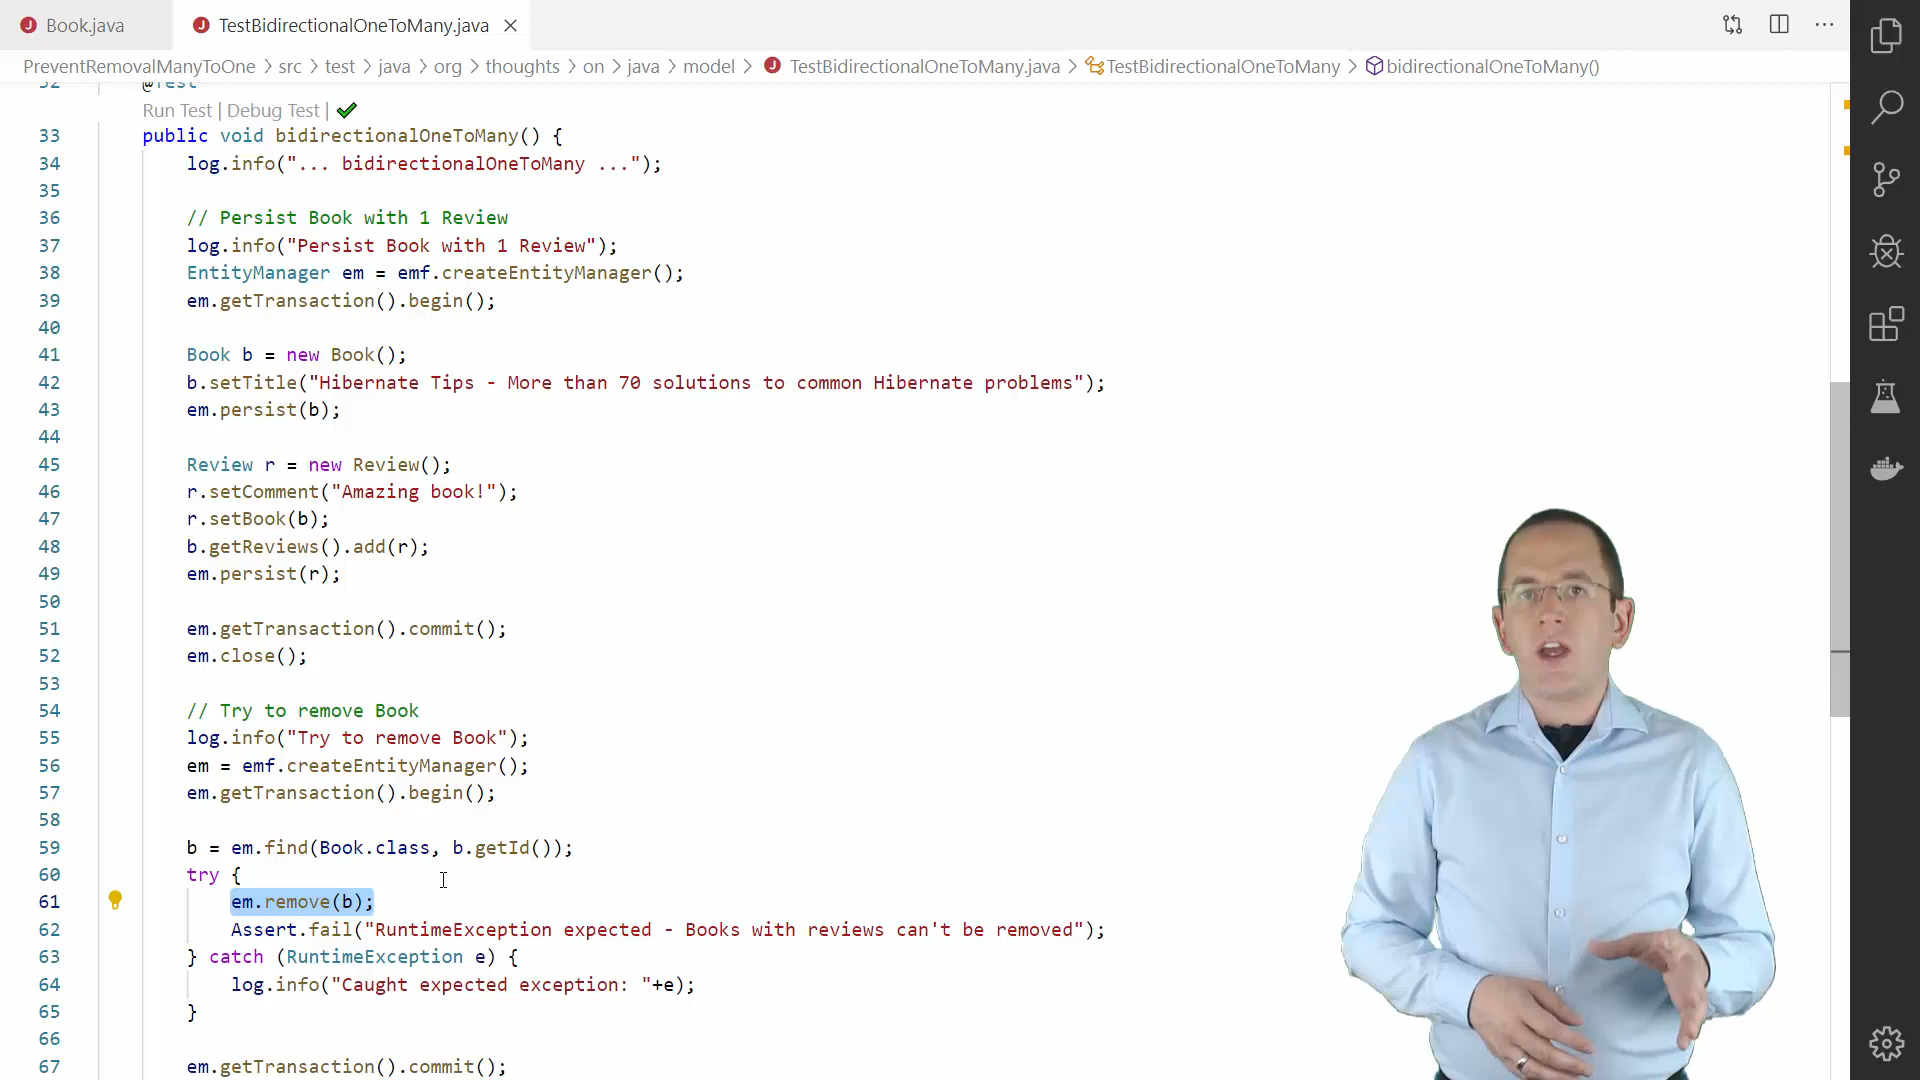 Book.java
TestBidirectionalOneToMany.java
PreventRemovalManyToOne > src > test > java > org > thoughts > on > java > model > TestBidirectionalOneToMany.java > TestBidirectionalOneToMany > bidirectionalOneToMany()
32 @Test
Run Test | Debug Test |
33 public void bidirectionalOneToMany() {
34 log.info("... bidirectionalOneToMany ...");
35
36 // Persist Book with 1 Review
37 log.info("Persist Book with 1 Review");
38 EntityManager em = emf.createEntityManager();
39 em.getTransaction().begin();
40
41 Book b = new Book();
42 b.setTitle("Hibernate Tips - More than 70 solutions to common Hibernate problems");
43 em.persist(b);
44
45 Review r = new Review();
46 r.setComment("Amazing book!");
47 r.setBook(b);
48 b.getReviews().add(r);
49 em.persist(r);
50
51 em.getTransaction().commit();
52 em.close();
53
54 // Try to remove Book
55 log.info("Try to remove Book");
56 em = emf.createEntityManager();
57 em.getTransaction().begin();
58
59 b = em.find(Book.class, b.getId());
60 try {
61 em.remove(b);
62 Assert.fail("RuntimeException expected - Books with reviews can't be removed");
63 } catch (RuntimeException e) {
64 log.info("Caught expected exception: "+e);
65 }
66
67 em.getTransaction().commit();